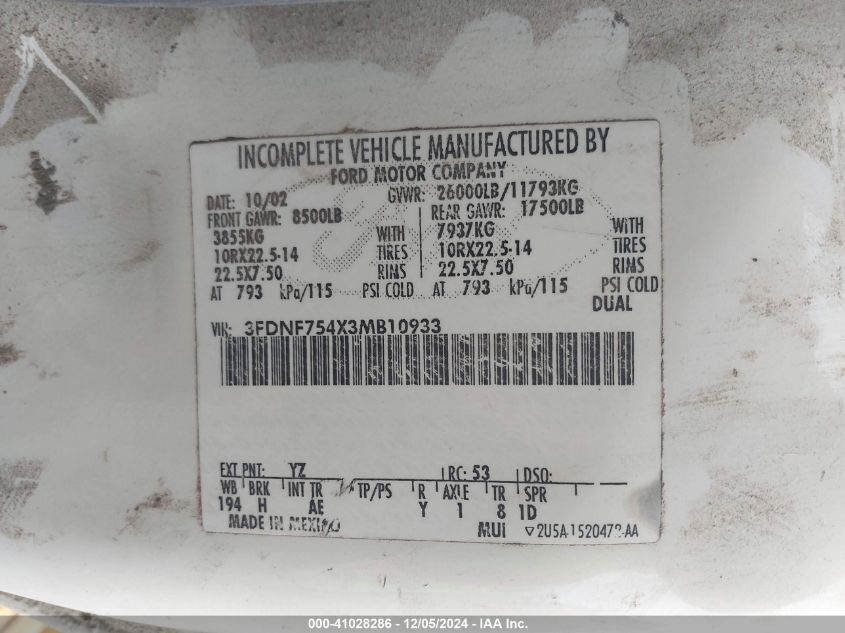 INCOMPLETE VEHICLE MANUFACTURED BY
FORD MOTOR COMPANY
DATE: 10/02 GVWR: 26000LB/11793KG
FRONT GAWR: 8500LB REAR GAWR: 17500LB
3855KG WITH 7937KG WITH
10RX22.5-14 TIRES 10RX22.5-14 TIRES
22.5X7.50 RIMS 22.5X7.50 RIMS
AT 793 kPa/115 PSI COLD AT 793 kPa/115 PSI COLD
DUAL
VIN: 3FDNF754X3MB10933
EXT PNT: YZ RC: 53 DSO:
WB BRK INT TR TP/PS R AXLE TR SPR
194 H AE Y 1 8 1D
MADE IN MEXICO MUI ▽2U5A-1520472-AA
000-41028286 - 12/05/2024 - IAA Inc.